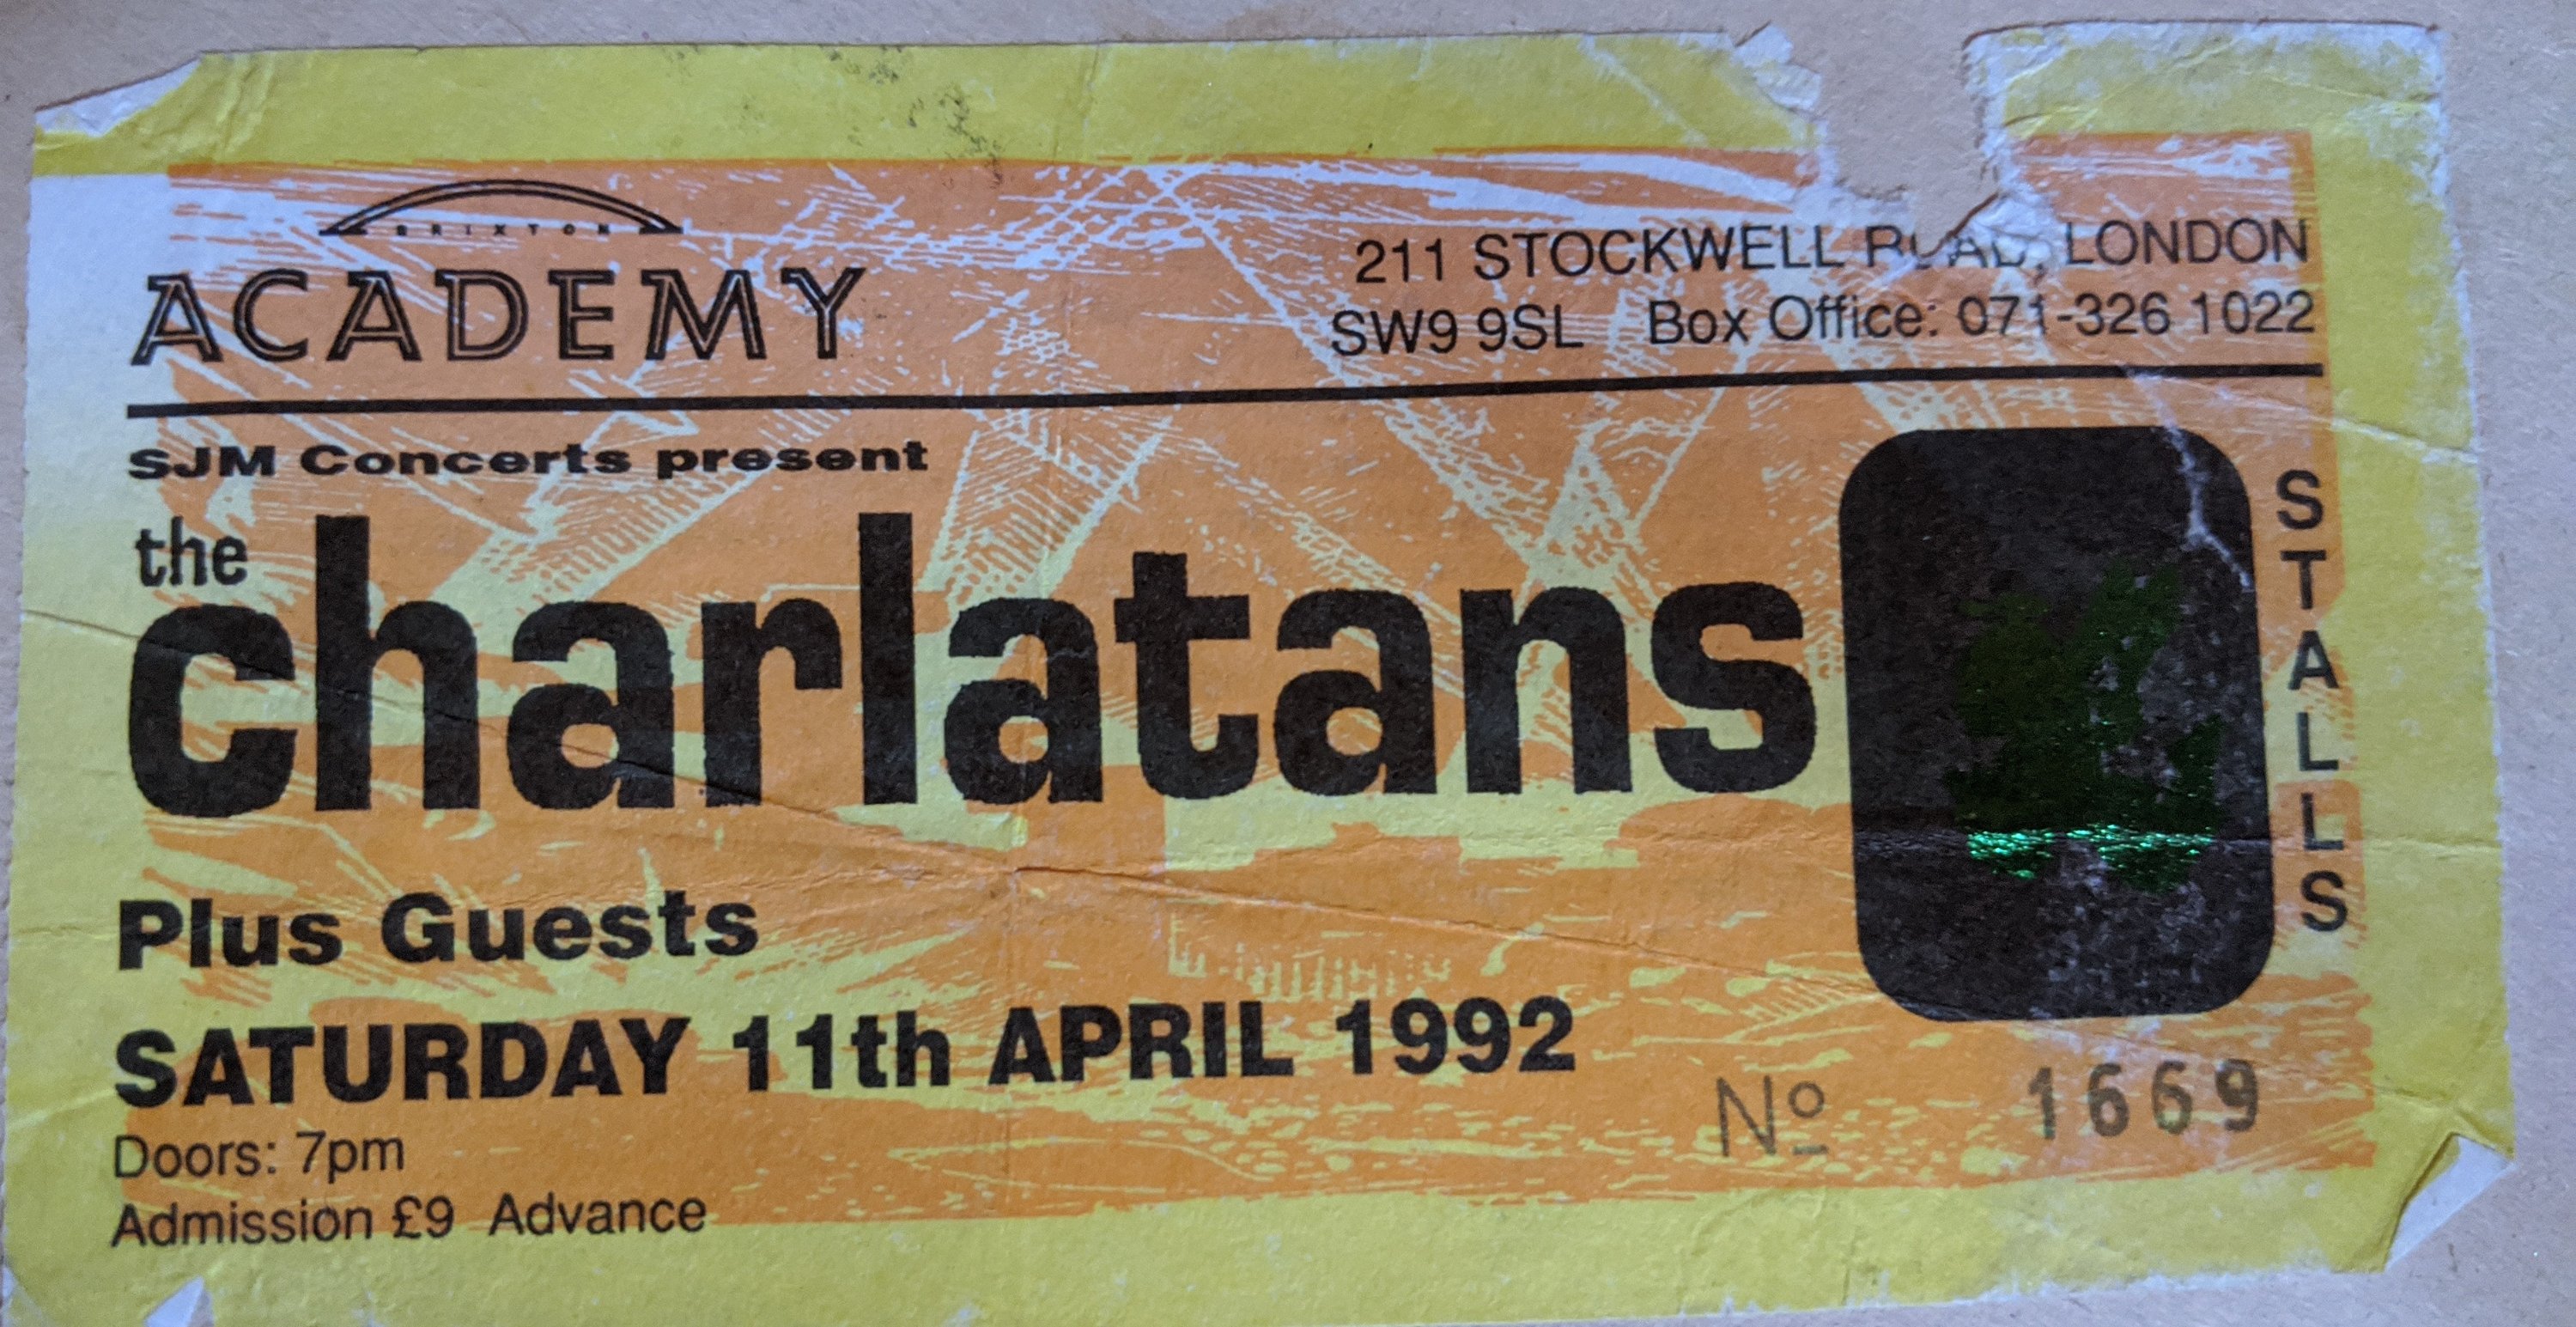 BRIXTON
ACADEMY
211 STOCKWELL ROAD, LONDON
SW9 9SL Box Office: 071-326 1022
SJM Concerts present
the
charlatans
STALLS
Plus Guests
SATURDAY 11th APRIL 1992
Nº 1669
Doors: 7pm
Admission £9 Advance